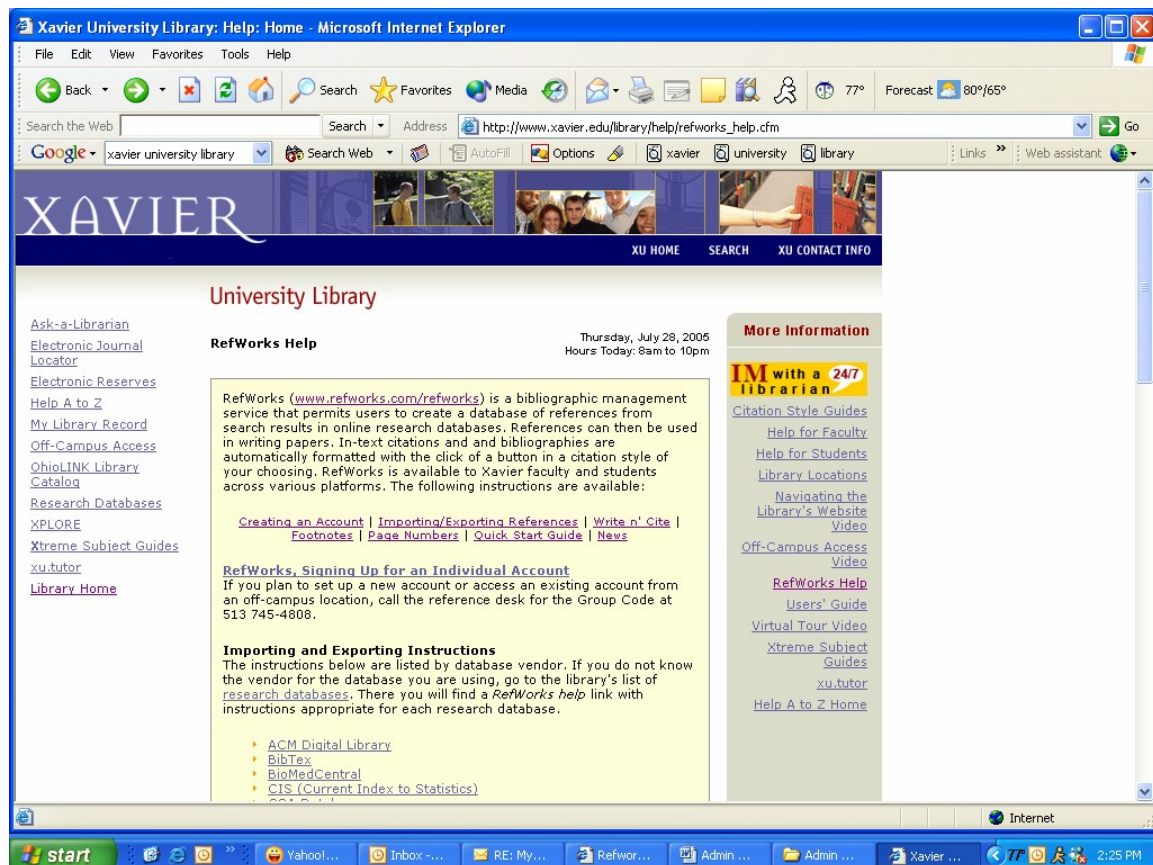 Xavier University Library: Help: Home - Microsoft Internet Explorer
File Edit View Favorites Tools Help
Back Search Favorites Media 77° Forecast 80°/65°
Search the Web Search Address http://www.xavier.edu/library/help/refworks_help.cfm Go
Google xavier university library Search Web AutoFill Options xavier university library Links » Web assistant
XAVIER
XU HOME SEARCH XU CONTACT INFO
University Library
Ask-a-Librarian
Electronic Journal
Locator
Electronic Reserves
Help A to Z
My Library Record
Off-Campus Access
OhioLINK Library
Catalog
Research Databases
XPLORE
Xtreme Subject Guides
xu.tutor
Library Home
RefWorks Help
Thursday, July 28, 2005
Hours Today: 8am to 10pm
RefWorks (www.refworks.com/refworks) is a bibliographic management
service that permits users to create a database of references from
search results in online research databases. References can then be used
in writing papers. In-text citations and and bibliographies are
automatically formatted with the click of a button in a citation style of
your choosing. RefWorks is available to Xavier faculty and students
across various platforms. The following instructions are available:
Creating an Account | Importing/Exporting References | Write n' Cite |
Footnotes | Page Numbers | Quick Start Guide | News
RefWorks, Signing Up for an Individual Account
If you plan to set up a new account or access an existing account from
an off-campus location, call the reference desk for the Group Code at
513 745-4808.
Importing and Exporting Instructions
The instructions below are listed by database vendor. If you do not know
the vendor for the database you are using, go to the library's list of
research databases. There you will find a RefWorks help link with
instructions appropriate for each research database.
ACM Digital Library
BibTex
BioMedCentral
CIS (Current Index to Statistics)
More Information
IM with a 24/7
librarian
Citation Style Guides
Help for Faculty
Help for Students
Library Locations
Navigating the
Library's Website
Video
Off-Campus Access
Video
RefWorks Help
Users' Guide
Virtual Tour Video
Xtreme Subject
Guides
xu.tutor
Help A to Z Home
Internet
start » Yahoo!... Inbox -... RE: My... Refwor... Admin ... Admin ... Xavier ... 2:25 PM